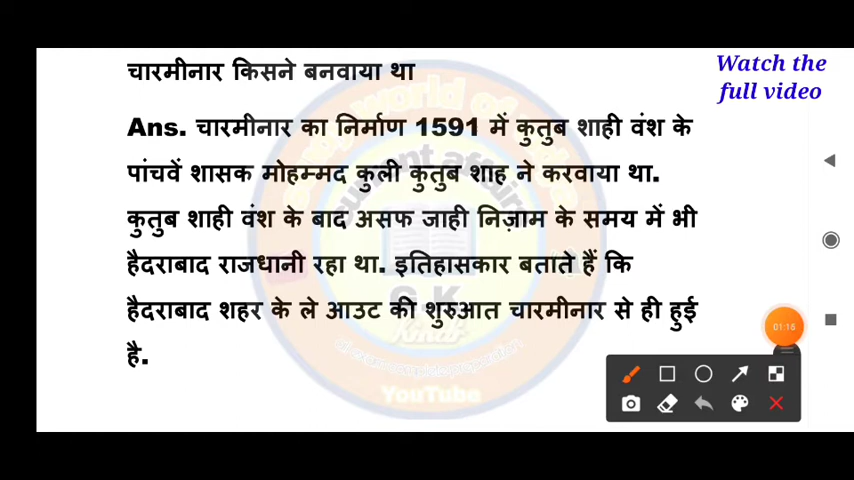 चारमीनार किसने बनवाया था
Watch the
full video
Ans. चारमीनार का निर्माण 1591 में कुतुब शाही वंश के
पांचवें शासक मोहम्मद कुली कुतुब शाह ने करवाया था.
कुतुब शाही वंश के बाद असफ जाही निज़ाम के समय में भी
हैदराबाद राजधानी रहा था. इतिहासकार बताते हैं कि
हैदराबाद शहर के ले आउट की शुरुआत चारमीनार से ही हुई
है.
01:16
G.K
YouTube